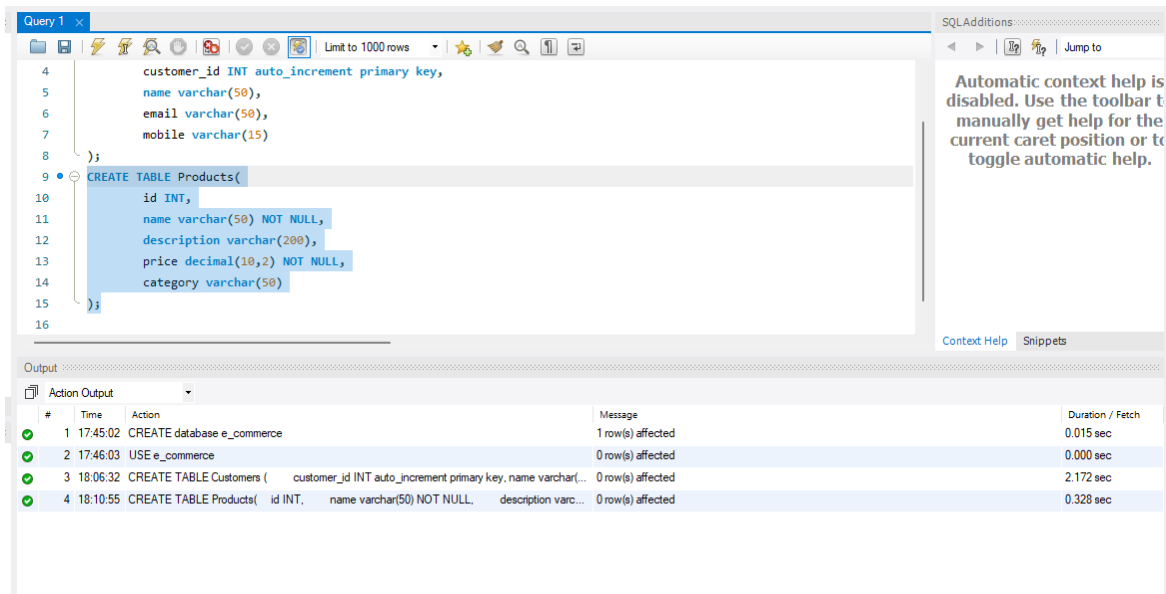 Query 1
SQLAdditions
Limit to 1000 rows
Jump to
4 customer_id INT auto_increment primary key,
5 name varchar(50),
6 email varchar(50),
7 mobile varchar(15)
8 );
9 CREATE TABLE Products(
10 id INT,
11 name varchar(50) NOT NULL,
12 description varchar(200),
13 price decimal(10,2) NOT NULL,
14 category varchar(50)
15 );
16
Automatic context help is
disabled. Use the toolbar t
manually get help for the
current caret position or to
toggle automatic help.
Context Help Snippets
Output
Action Output
# Time Action Message Duration / Fetch
1 17:45:02 CREATE database e_commerce 1 row(s) affected 0.015 sec
2 17:46:03 USE e_commerce 0 row(s) affected 0.000 sec
3 18:06:32 CREATE TABLE Customers ( customer_id INT auto_increment primary key, name varchar(... 0 row(s) affected 2.172 sec
4 18:10:55 CREATE TABLE Products( id INT, name varchar(50) NOT NULL, description varc... 0 row(s) affected 0.328 sec